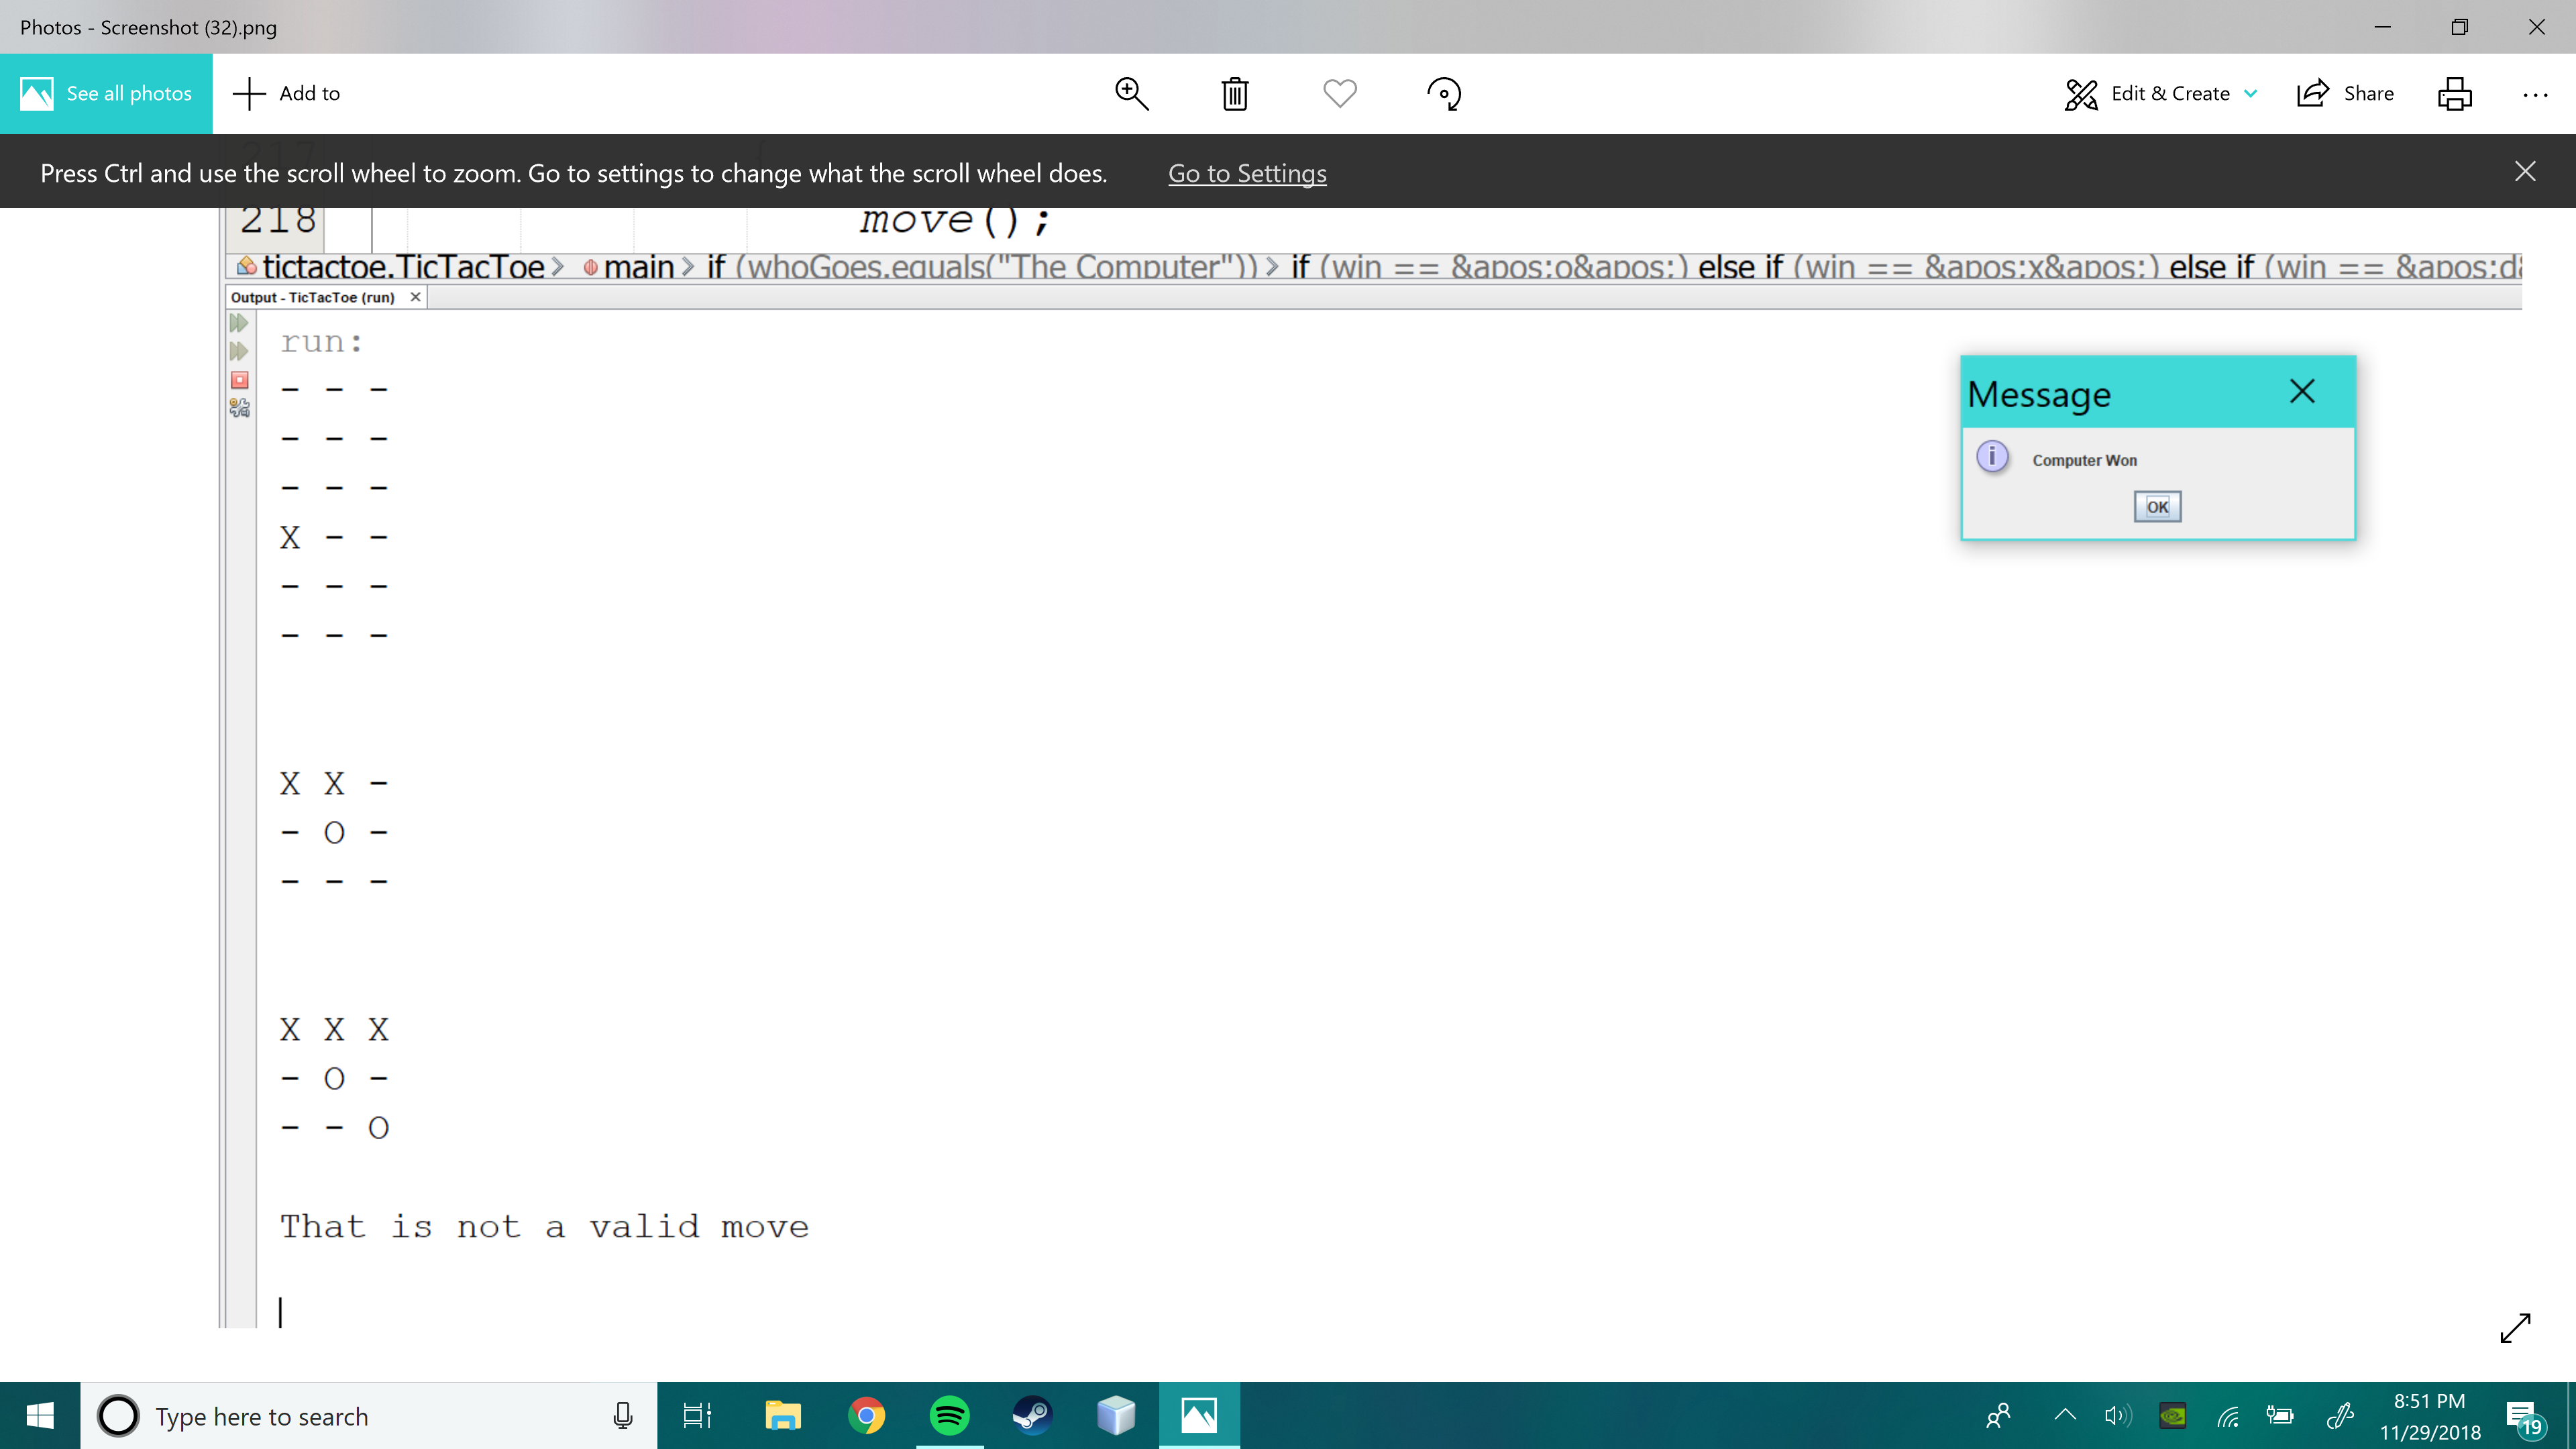 Photos - Screenshot (32).png
See all photos
Add to
Edit & Create
Share
Press Ctrl and use the scroll wheel to zoom. Go to settings to change what the scroll wheel does. Go to Settings
217 {
218 move();
tictactoe.TicTacToe > main > if (whoGoes.equals("The Computer")) > if (win == &apos;o&apos;) else if (win == &apos;x&apos;) else if (win == &apos;d
Output - TicTacToe (run)
run:
- - -
- - -
- - -
X - -
- - -
- - -
X X -
- O -
- - -
X X X
- O -
- - O
That is not a valid move
Message
i
Computer Won
OK
Type here to search
8:51 PM
11/29/2018
19